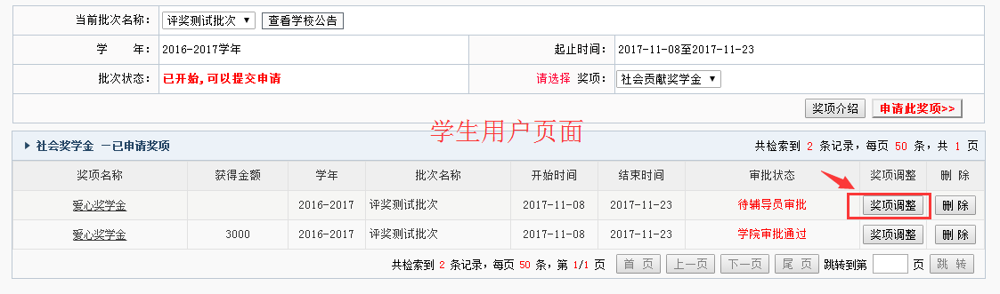 当前批次名称: 评奖测试批次 查看学校公告
学 年: 2016-2017学年 起止时间: 2017-11-08至2017-11-23
批次状态: 已开始,可以提交申请 请选择 奖项: 社会贡献奖学金
奖项介绍 申请此奖项>>
学生用户页面
社会奖学金 —已申请奖项 共检索到 2 条记录,每页 50 条,共 1 页
奖项名称 获得金额 学年 批次名称 开始时间 结束时间 审批状态 奖项调整 删 除
爱心奖学金 2016-2017 评奖测试批次 2017-11-08 2017-11-23 待辅导员审批 奖项调整 删 除
爱心奖学金 3000 2016-2017 评奖测试批次 2017-11-08 2017-11-23 学院审批通过 奖项调整 删 除
共检索到 2 条记录,每页 50 条,第 1/1 页 首 页 上一页 下一页 尾 页 跳转到第 页 跳 转